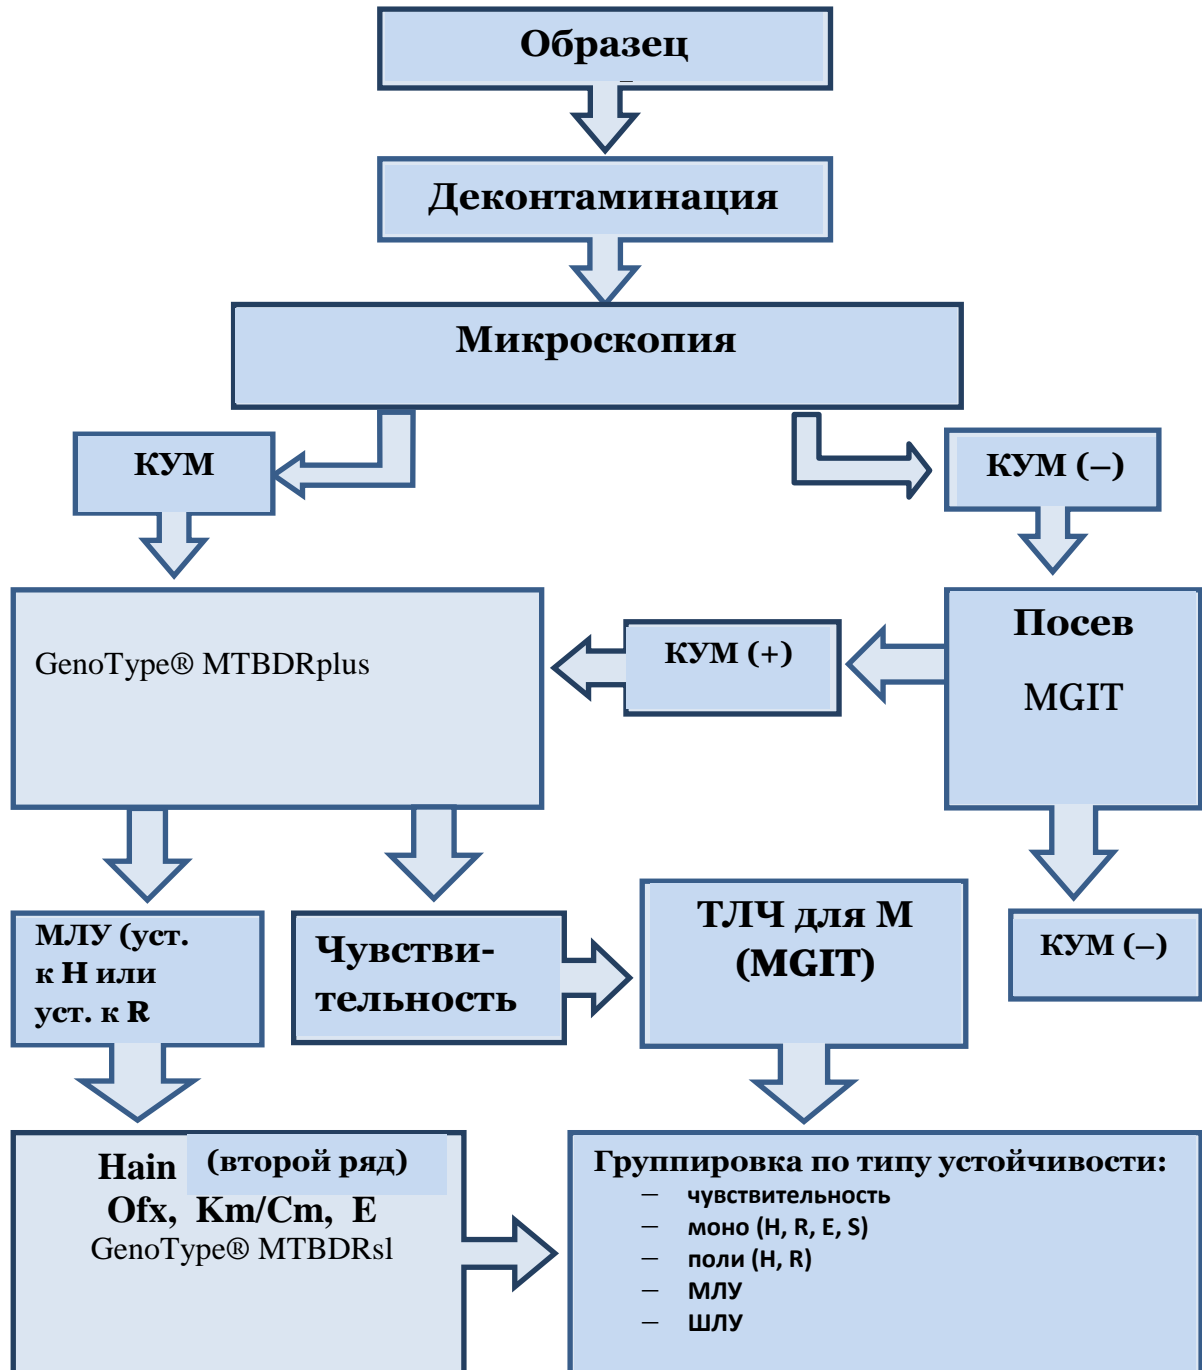 Образец
Деконтаминация
Микроскопия
КУМ
КУМ (–)
GenoType® MTBDRplus
КУМ (+)
Посев
MGIT
МЛУ (уст.
к H или
уст. к R
Чувстви-
тельность
ТЛЧ для М
(MGIT)
КУМ (–)
Hain (второй ряд)
Ofx, Km/Cm, E
GenoType® MTBDRsl
Группировка по типу устойчивости:
– чувствительность
– моно (H, R, E, S)
– поли (H, R)
– МЛУ
– ШЛУ